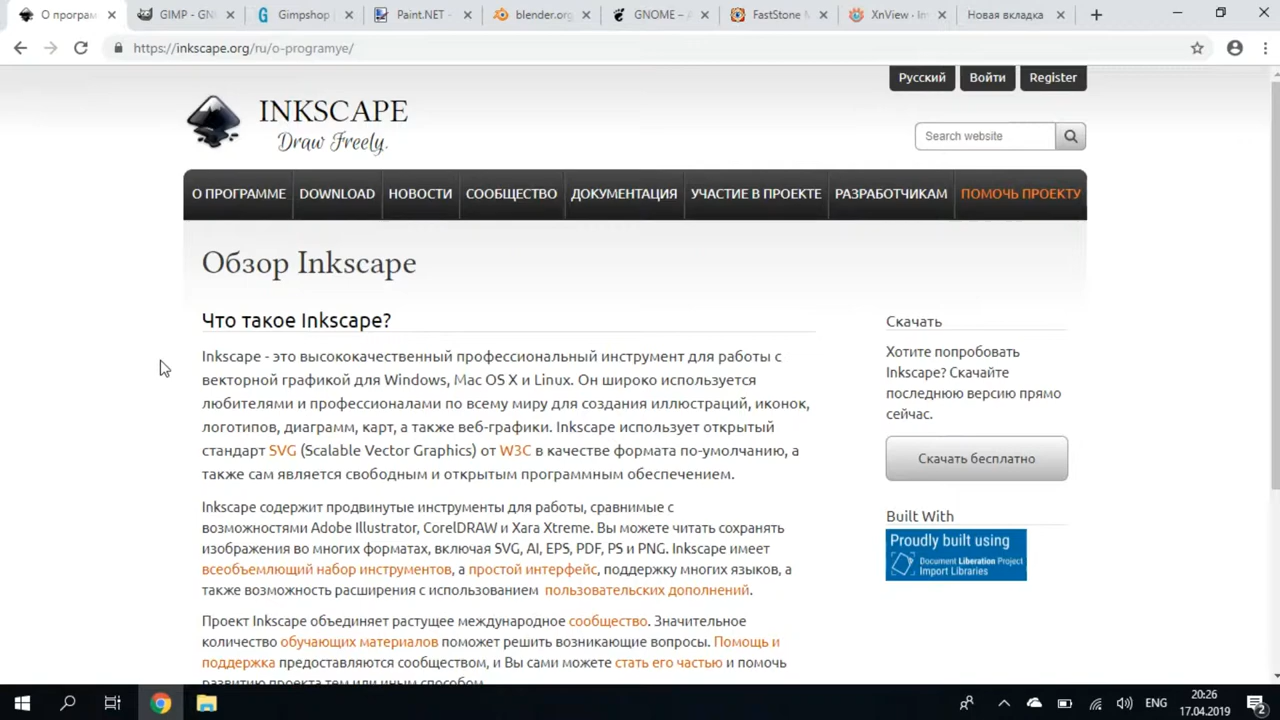 О програм
GIMP - GN
Gimpshop
Paint.NET -
blender.org
GNOME – A
FastStone M
XnView · Im
Новая вкладка
https://inkscape.org/ru/o-programye/
Русский
Войти
Register
INKSCAPE
Draw Freely.
Search website
О ПРОГРАММЕ
DOWNLOAD
НОВОСТИ
СООБЩЕСТВО
ДОКУМЕНТАЦИЯ
УЧАСТИЕ В ПРОЕКТЕ
РАЗРАБОТЧИКАМ
ПОМОЧЬ ПРОЕКТУ
Обзор Inkscape
Что такое Inkscape?
Inkscape - это высококачественный профессиональный инструмент для работы с
векторной графикой для Windows, Mac OS X и Linux. Он широко используется
любителями и профессионалами по всему миру для создания иллюстраций, иконок,
логотипов, диаграмм, карт, а также веб-графики. Inkscape использует открытый
стандарт SVG (Scalable Vector Graphics) от W3C в качестве формата по-умолчанию, а
также сам является свободным и открытым программным обеспечением.
Inkscape содержит продвинутые инструменты для работы, сравнимые с
возможностями Adobe Illustrator, CorelDRAW и Xara Xtreme. Вы можете читать сохранять
изображения во многих форматах, включая SVG, AI, EPS, PDF, PS и PNG. Inkscape имеет
всеобъемлющий набор инструментов, а простой интерфейс, поддержку многих языков, а
также возможность расширения с использованием пользовательских дополнений.
Проект Inkscape объединяет растущее международное сообщество. Значительное
количество обучающих материалов поможет решить возникающие вопросы. Помощь и
поддержка предоставляются сообществом, и Вы сами можете стать его частью и помочь
развитию проекта тем или иным способом.
Скачать
Хотите попробовать
Inkscape? Скачайте
последнюю версию прямо
сейчас.
Скачать бесплатно
Built With
Proudly built using
Document Liberation Project
Import Libraries
ENG
20:26
17.04.2019
2